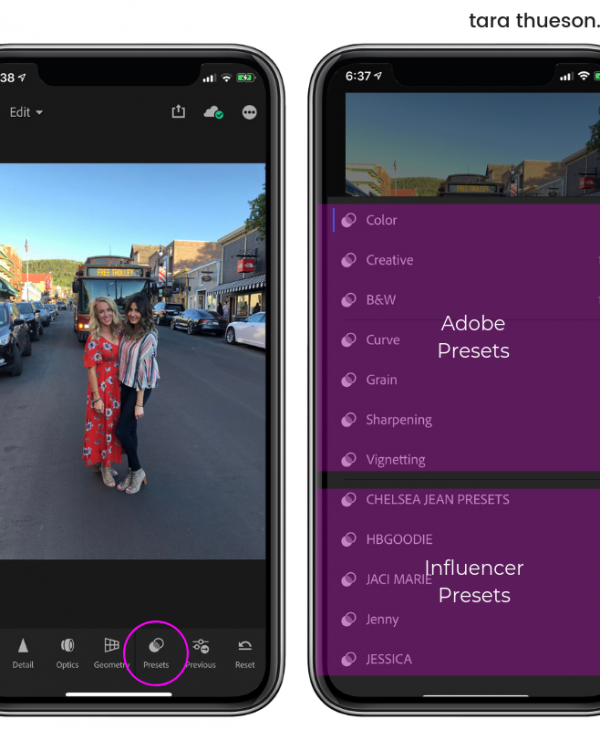 tara thueson.
38
Edit
FREE TROLLEY
Detail
Optics
Geometry
Presets
Previous
Reset
6:37
Color
Creative
B&W
Curve
Grain
Sharpening
Vignetting
Adobe
Presets
CHELSEA JEAN PRESETS
HBGOODIE
JACI MARIE
Jenny
JESSICA
Influencer
Presets